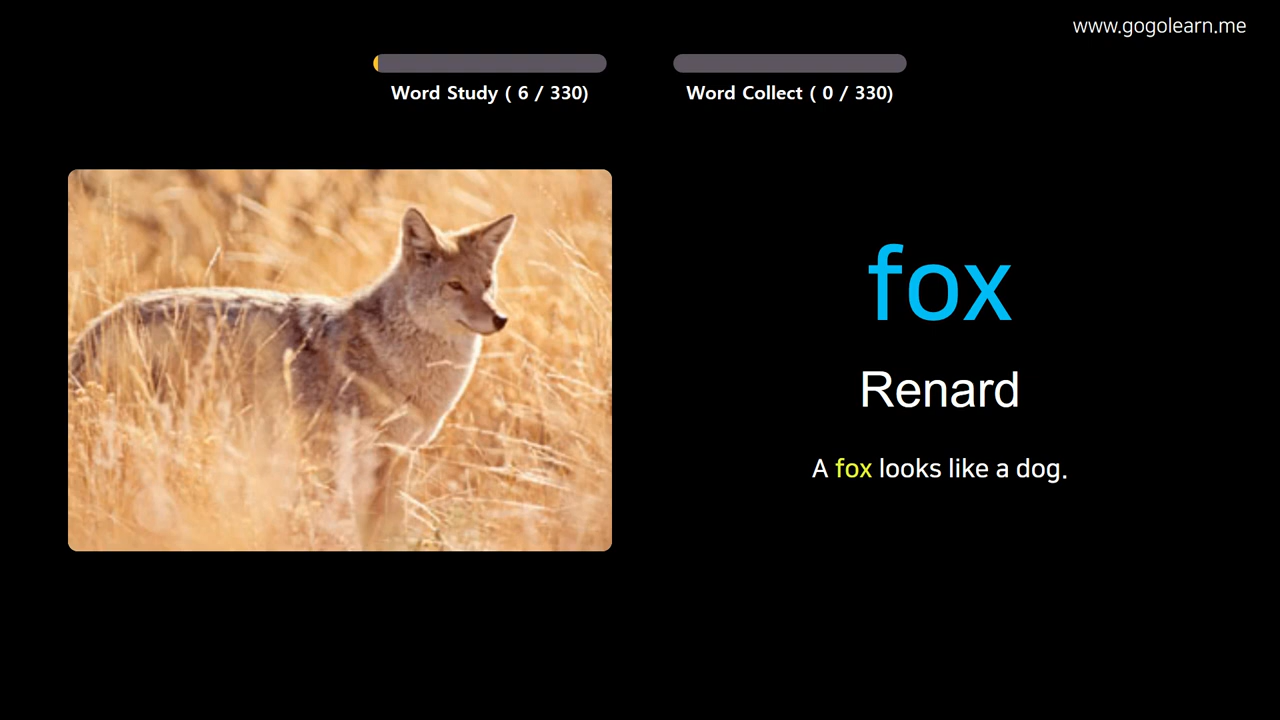 www.gogolearn.me
Word Study ( 6 / 330)
Word Collect ( 0 / 330)
fox
Renard
A fox looks like a dog.